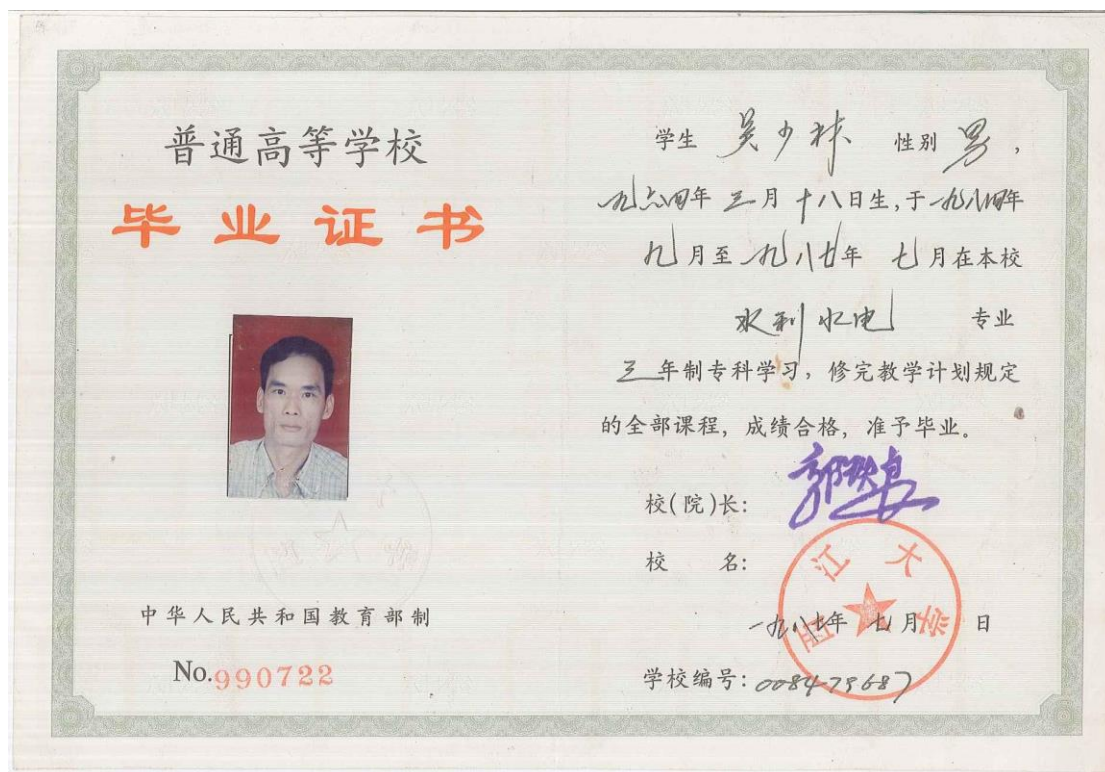 普通高等学校
毕业证书
中华人民共和国教育部制
No.990722
学生 吴少林 性别 男,
一九六四年 三月十八日生,于一九八四年
九月至一九八七年 七月在本校
水利水电 专业
三年制专科学习,修完教学计划规定
的全部课程,成绩合格,准予毕业。
校(院)长:
校 名:
西江大学
一九八七年 七月 日
学校编号:008479687